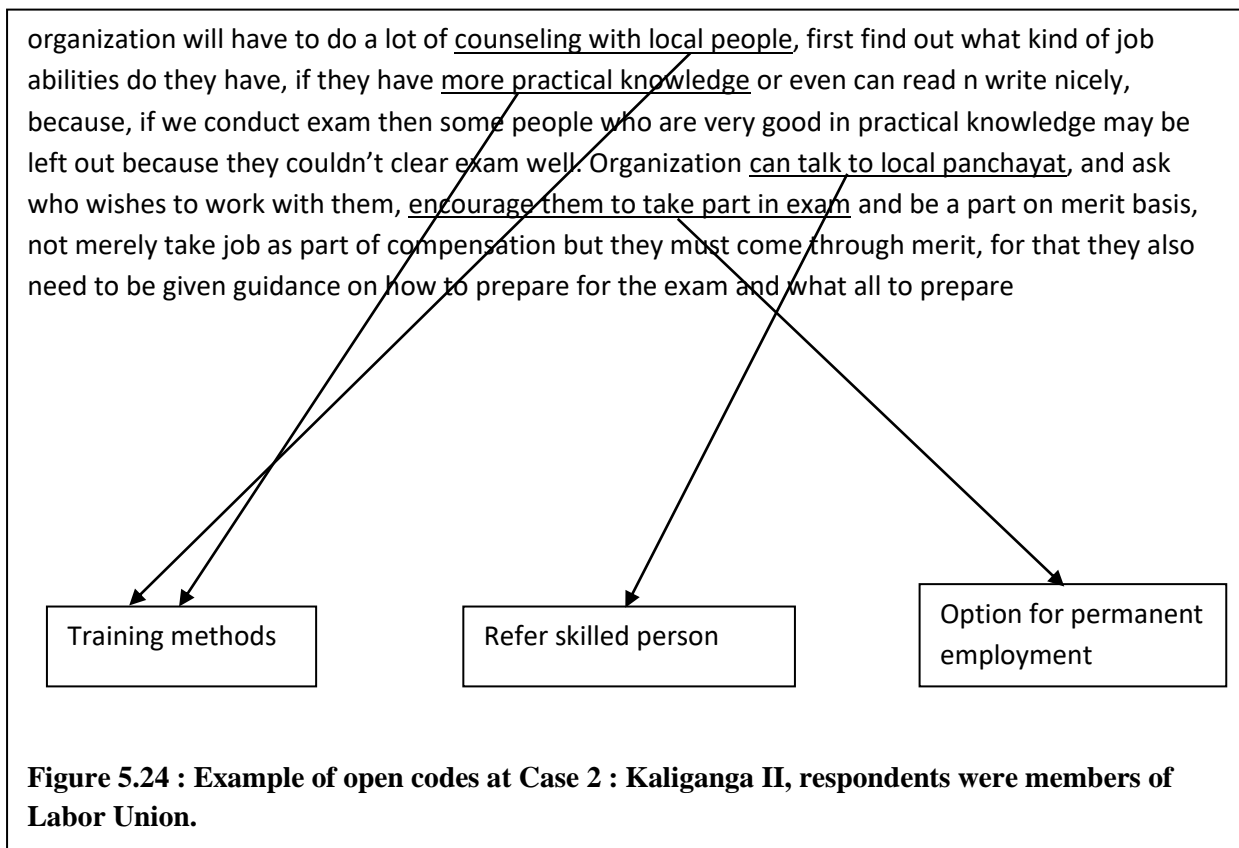 organization will have to do a lot of counseling with local people, first find out what kind of job
abilities do they have, if they have more practical knowledge or even can read n write nicely,
because, if we conduct exam then some people who are very good in practical knowledge may be
left out because they couldn’t clear exam well. Organization can talk to local panchayat, and ask
who wishes to work with them, encourage them to take part in exam and be a part on merit basis,
not merely take job as part of compensation but they must come through merit, for that they also
need to be given guidance on how to prepare for the exam and what all to prepare
Training methods
Refer skilled person
Option for permanent
employment
Figure 5.24 : Example of open codes at Case 2 : Kaliganga II, respondents were members of
Labor Union.